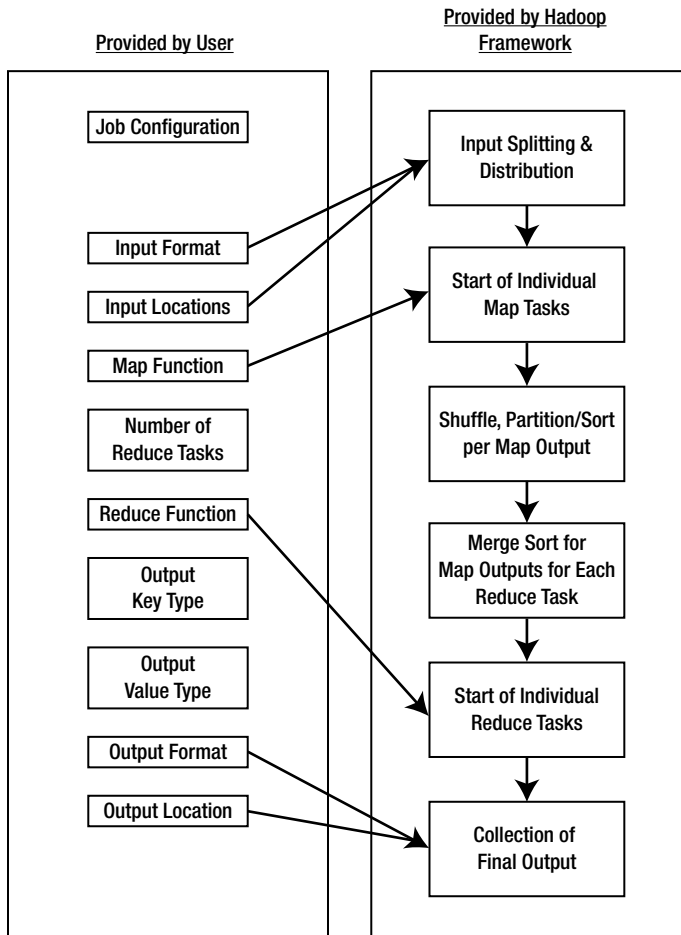 Provided by User
Job Configuration
Input Format
Input Locations
Map Function
Number of
Reduce Tasks
Reduce Function
Output
Key Type
Output
Value Type
Output Format
Output Location
Provided by Hadoop
Framework
Input Splitting &
Distribution
Start of Individual
Map Tasks
Shuffle, Partition/Sort
per Map Output
Merge Sort for
Map Outputs for Each
Reduce Task
Start of Individual
Reduce Tasks
Collection of
Final Output